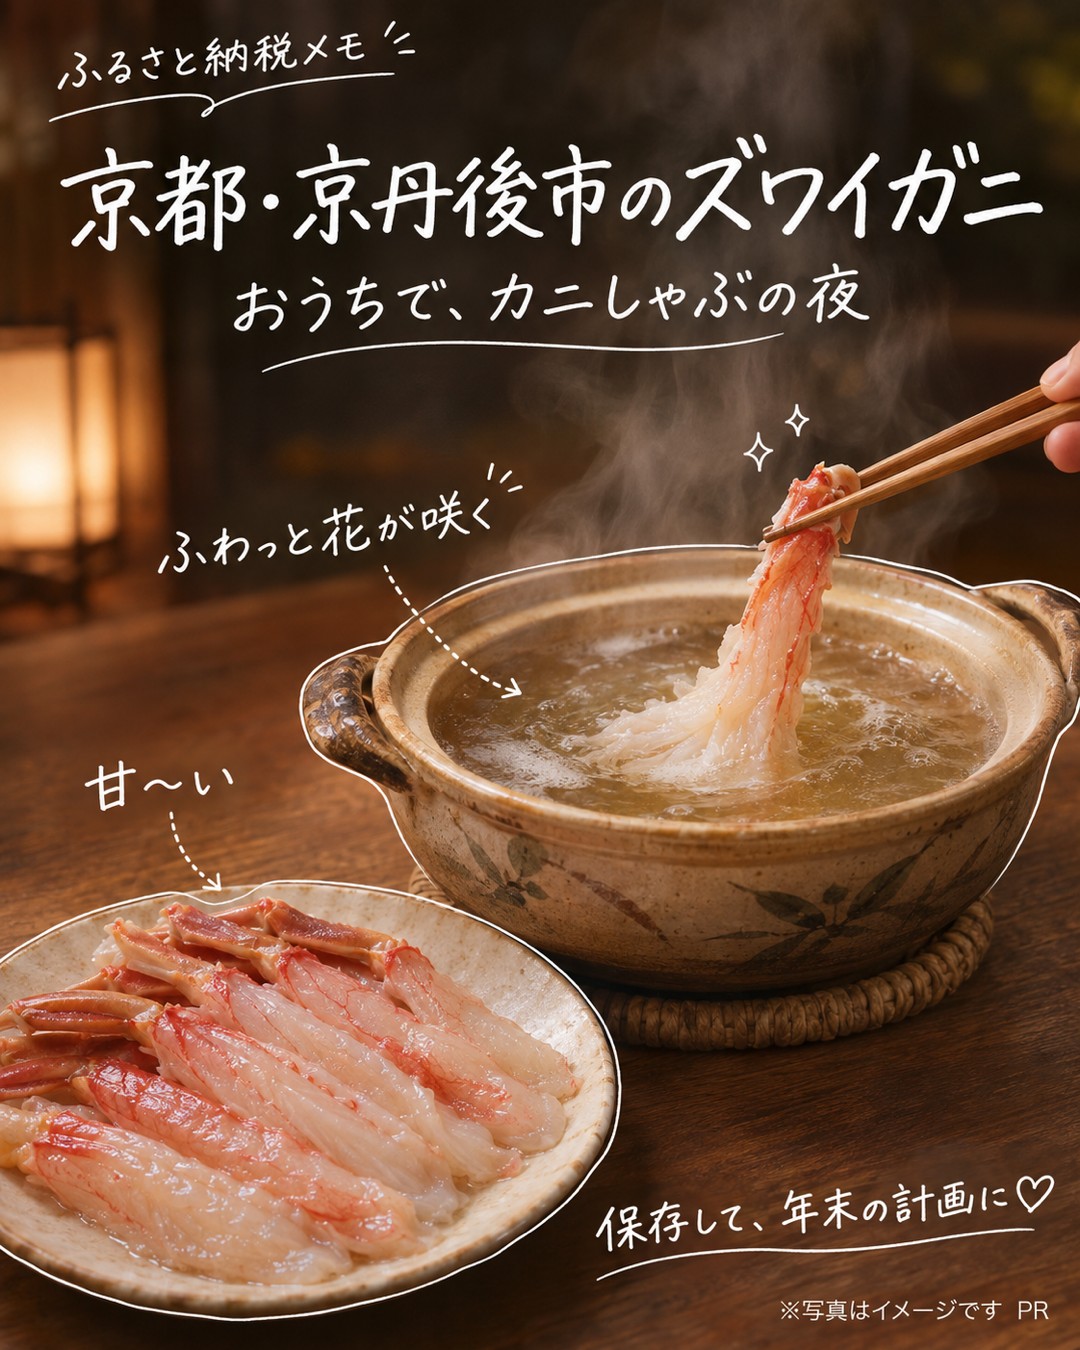 ふるさと納税メモ
京都・京丹後市のズワイガニ
おうちで、カニしゃぶの夜
ふわっと花が咲く
甘〜い
保存して、年末の計画に♡
※写真はイメージです PR